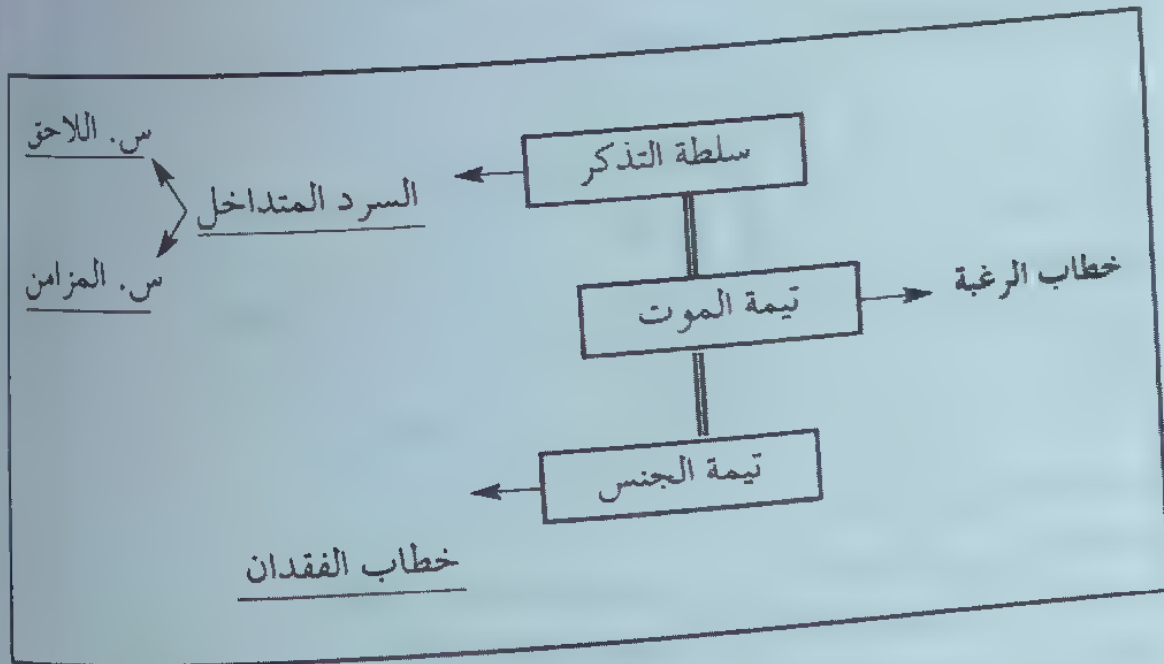 سلطة التذكر
السرد المتداخل
س. اللاحق
س. المزامن
تيمة الموت
خطاب الرغبة
تيمة الجنس
خطاب الفقدان